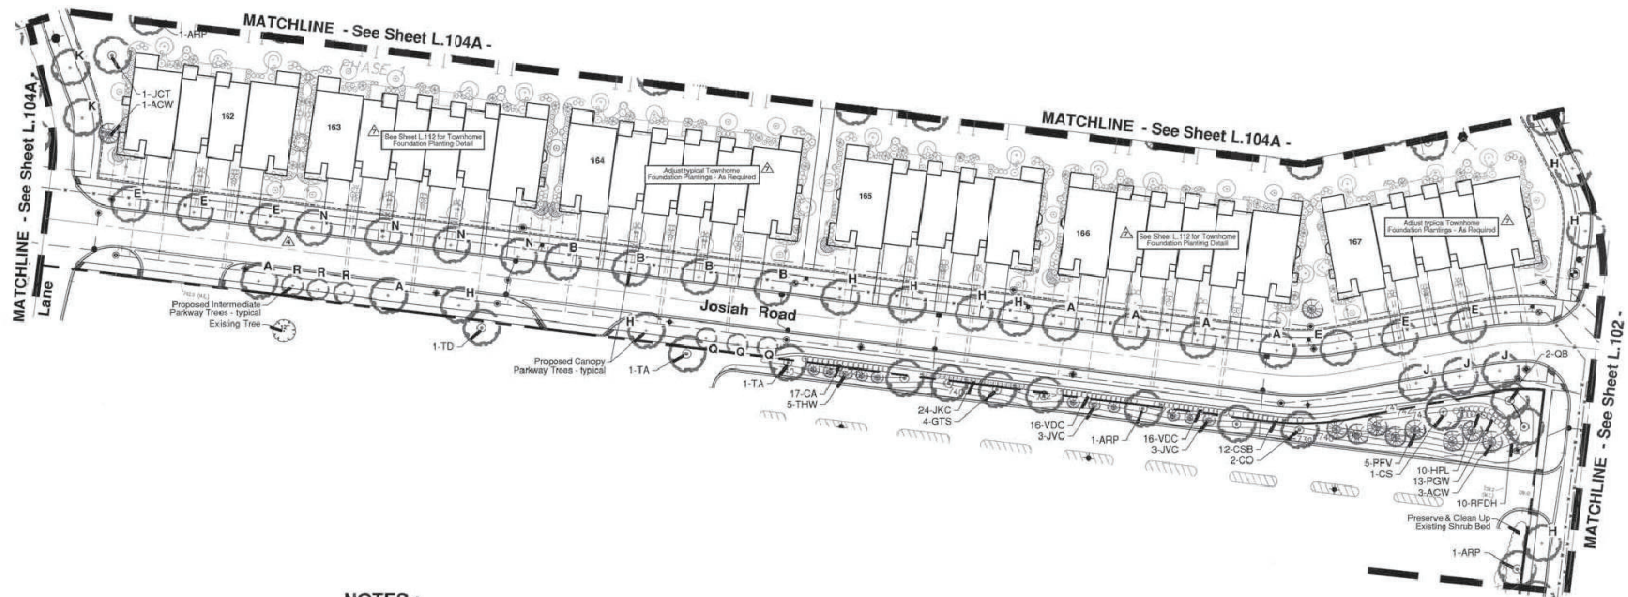 MATCHLINE - See Sheet L.104A -
MATCHLINE - See Sheet L.104A -
MATCHLINE - See Sheet L.104A
MATCHLINE - See Sheet L.102 -
1-ARP
PHASE
K
K
1-JCT
1-ACW
162
163
7
See Sheet L.112 for Townhome
Foundation Planting Detail
164
Adjust typical Townhome
Foundation Plantings - As Required
7
165
166
See Sheet L.112 for Townhome
Foundation Planting Detail
167
Adjust typical Townhome
Foundation Plantings - As Required
7
H
H
E E E N N N N B B B B H H H H A A A A E E E
Lane
A R R R A H
Proposed Intermediate
Parkway Trees - typical
Existing Tree
1-TD
Josiah Road
H
Q Q Q
J J J
Proposed Canopy
Parkway Trees - typical
1-TA
1-TA
17-CA
5-THW
24-JKC
4-GTS
16-VDC
3-JVC
1-ARP
16-VDC
3-JVC
12-CSB
2-CO
2-QB
5-PFV
1-CS
10-HPL
13-PGW
3-ACW
10-RFDH
Preserve & Clean Up
Existing Shrub Bed
H
1-ARP
NOTES: